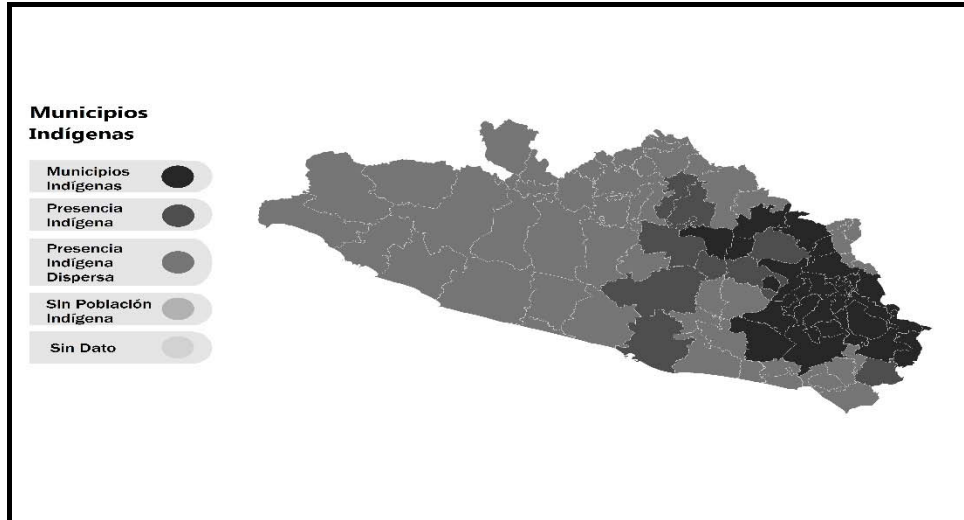 Municipios
Indígenas
Municipios
Indígenas
Presencia
Indígena
Presencia
Indígena
Dispersa
Sin Población
Indígena
Sin Dato